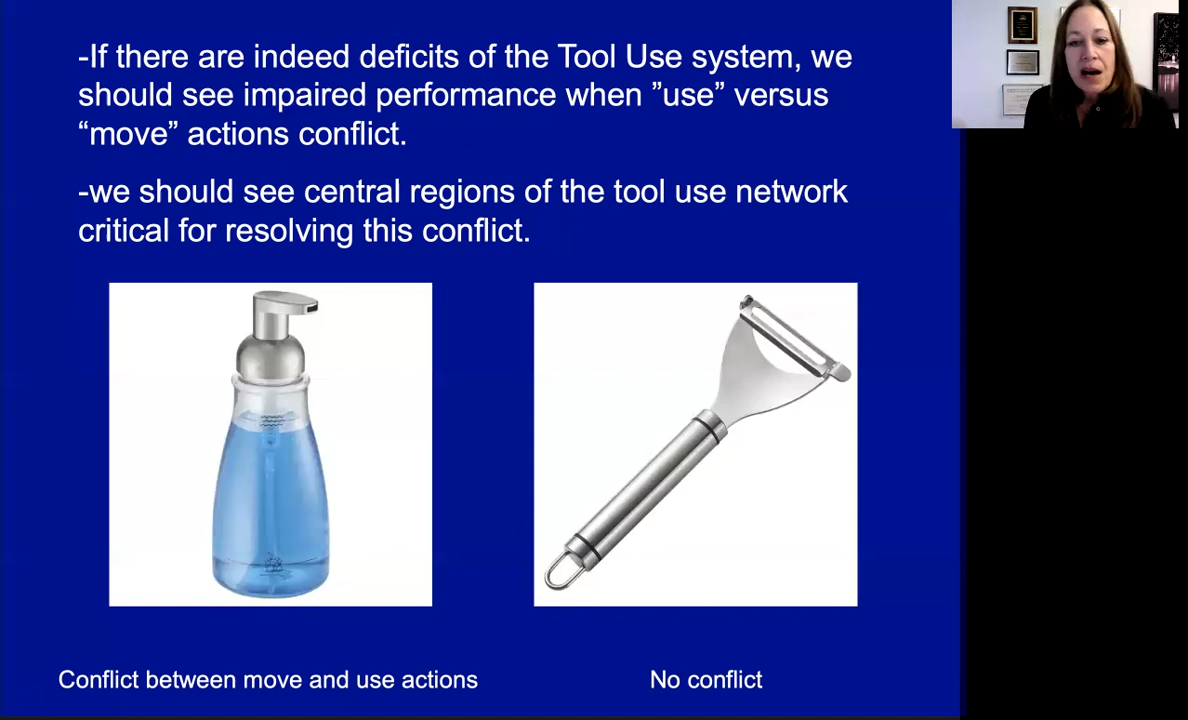 -If there are indeed deficits of the Tool Use system, we
should see impaired performance when ”use” versus
“move” actions conflict.
-we should see central regions of the tool use network
critical for resolving this conflict.
Conflict between move and use actions
No conflict